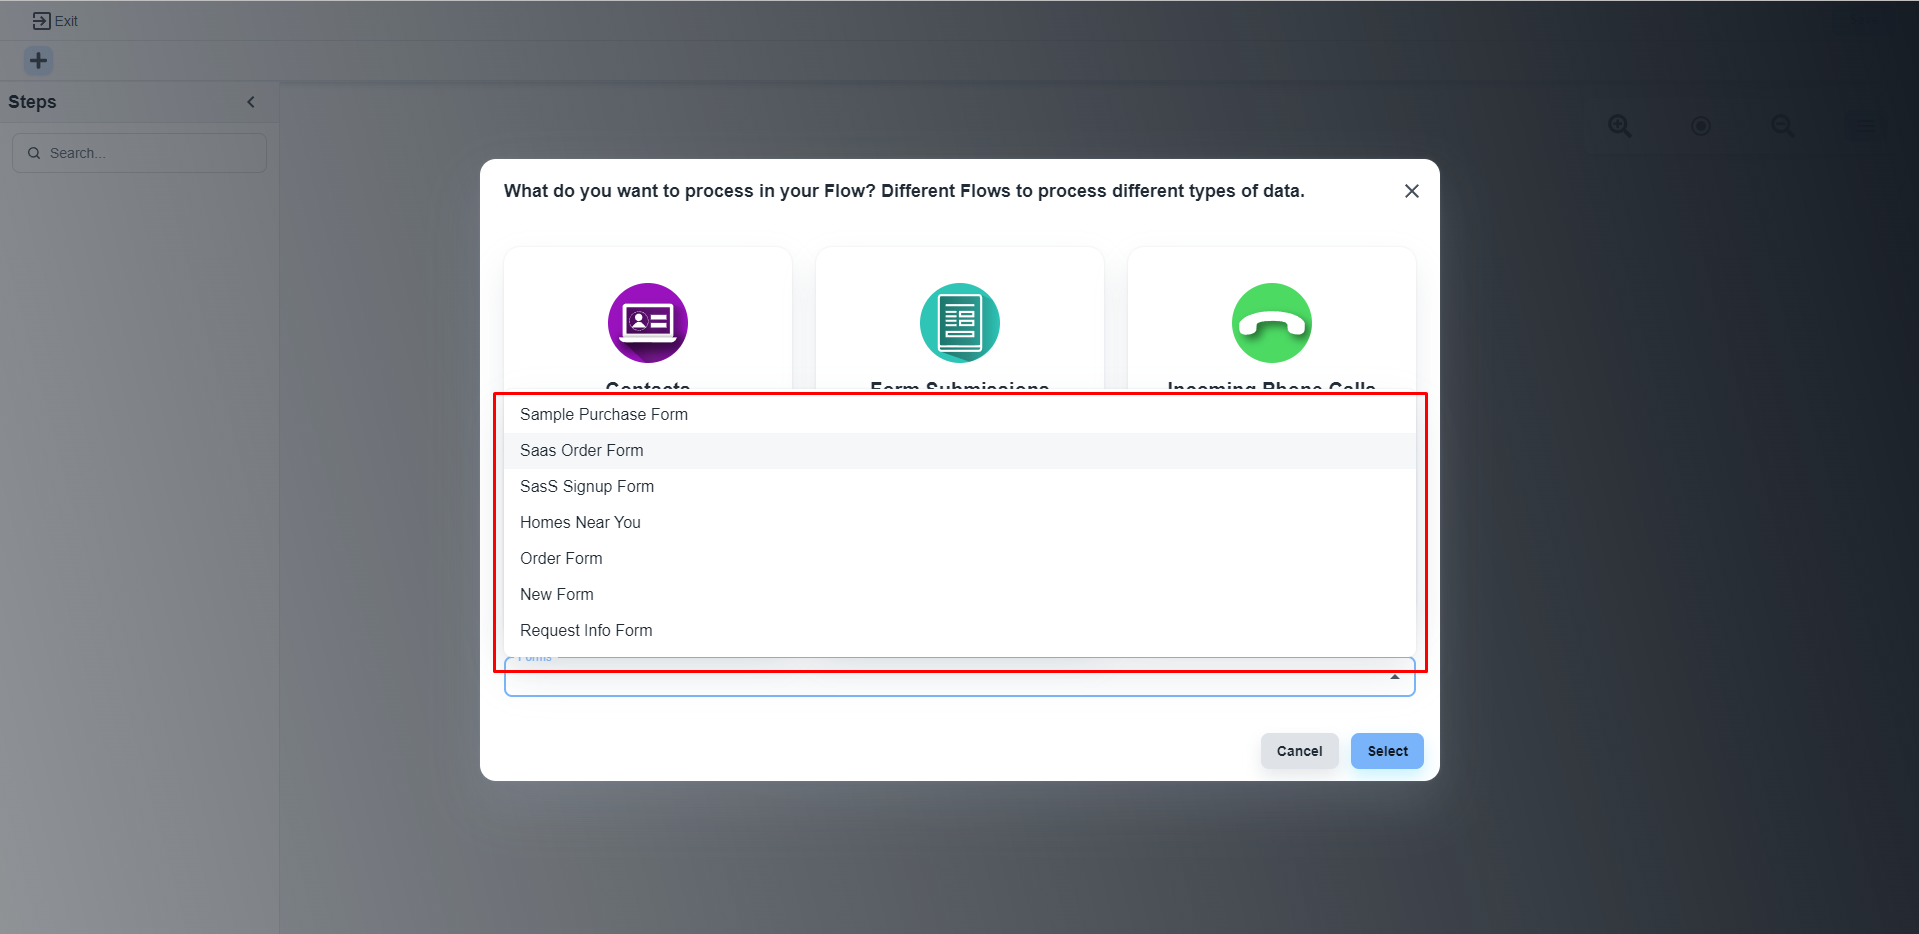 Exit
Steps
Search...
What do you want to process in your Flow? Different Flows to process different types of data.
Contacts
Form Submissions
Incoming Phone Calls
Sample Purchase Form
Saas Order Form
SasS Signup Form
Homes Near You
Order Form
New Form
Request Info Form
Forms
Cancel
Select